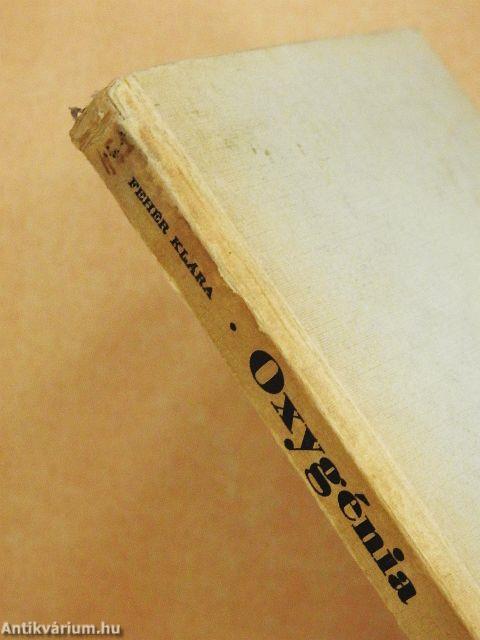 FEHÉR KLÁRA • Oxygénia
Antikvárium.hu